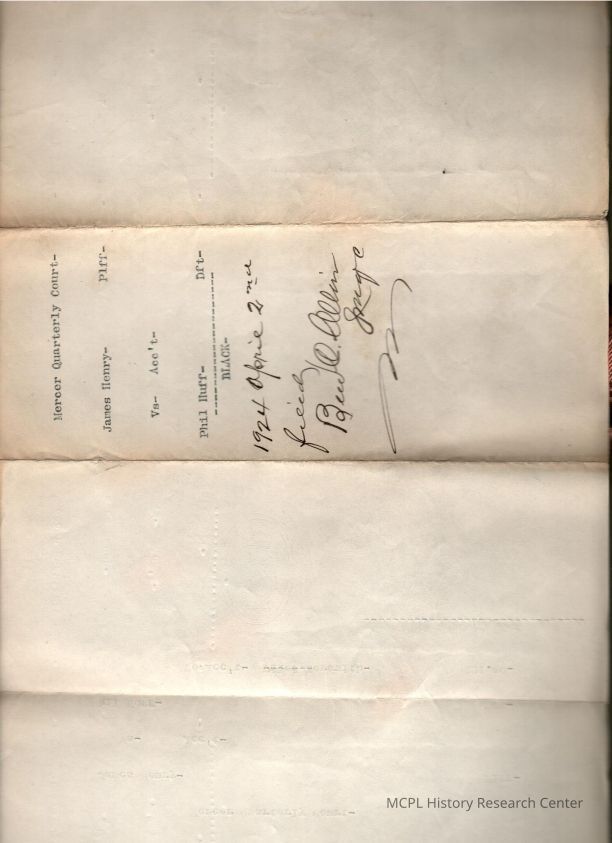 Mercer Quarterly Court-
James Henry- Plff-
Vs- Acc't-
Phil Huff- Dft-
BLACK-
1924 April 2nd
filed
Ben C. Allin
Judge
MCPL History Research Center